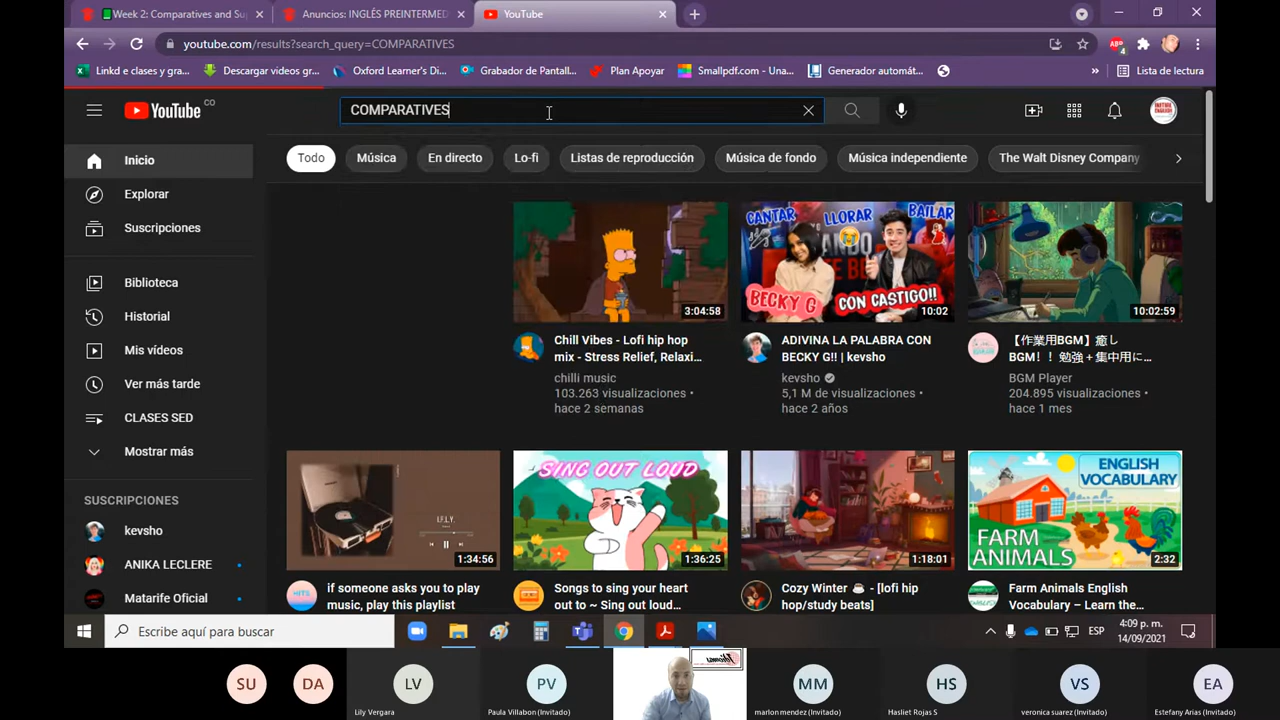 Week 2: Comparatives and Su
Anuncios: INGLÉS PREINTERMED
YouTube
youtube.com/results?search_query=COMPARATIVES
ABP
4
Linkd e clases y gra...
Descargar videos gr...
Oxford Learner's Di...
Grabador de Pantall...
Plan Apoyar
Smallpdf.com - Una...
Generador automát...
»
Lista de lectura
YouTube CO
COMPARATIVES
Todo
Música
En directo
Lo-fi
Listas de reproducción
Música de fondo
Música independiente
The Walt Disney Company
Inicio
Explorar
Suscripciones
Biblioteca
Historial
Mis vídeos
Ver más tarde
CLASES SED
Mostrar más
SUSCRIPCIONES
kevsho
ANIKA LECLERE
Matarife Oficial
3:04:58
Chill Vibes - Lofi hip hop
mix - Stress Relief, Relaxi...
chilli music
103.263 visualizaciones •
hace 2 semanas
CANTAR
LLORAR
BAILAR
BECKY G
CON CASTIGO!!
10:02
ADIVINA LA PALABRA CON
BECKY G!! | kevsho
kevsho
5,1 M de visualizaciones •
hace 2 años
10:02:59
【作業用BGM】癒し
BGM！！ 勉強＋集中用に...
BGM Player
204.895 visualizaciones •
hace 1 mes
I.F.L.Y.
1:34:56
if someone asks you to play
music, play this playlist
SING OUT LOUD
1:36:25
Songs to sing your heart
out to ~ Sing out loud...
1:18:01
Cozy Winter ☕ - [lofi hip
hop/study beats]
ENGLISH
VOCABULARY
FARM
ANIMALS
2:32
Farm Animals English
Vocabulary – Learn the...
Escribe aquí para buscar
ESP
4:09 p. m.
14/09/2021
SU
DA
LV
Lily Vergara
PV
Paula Villabon (Invitado)
Idiomas
MM
marlon mendez (Invitado)
HS
Hasliet Rojas S
VS
veronica suarez (Invitado)
EA
Estefany Arias (Invitado)